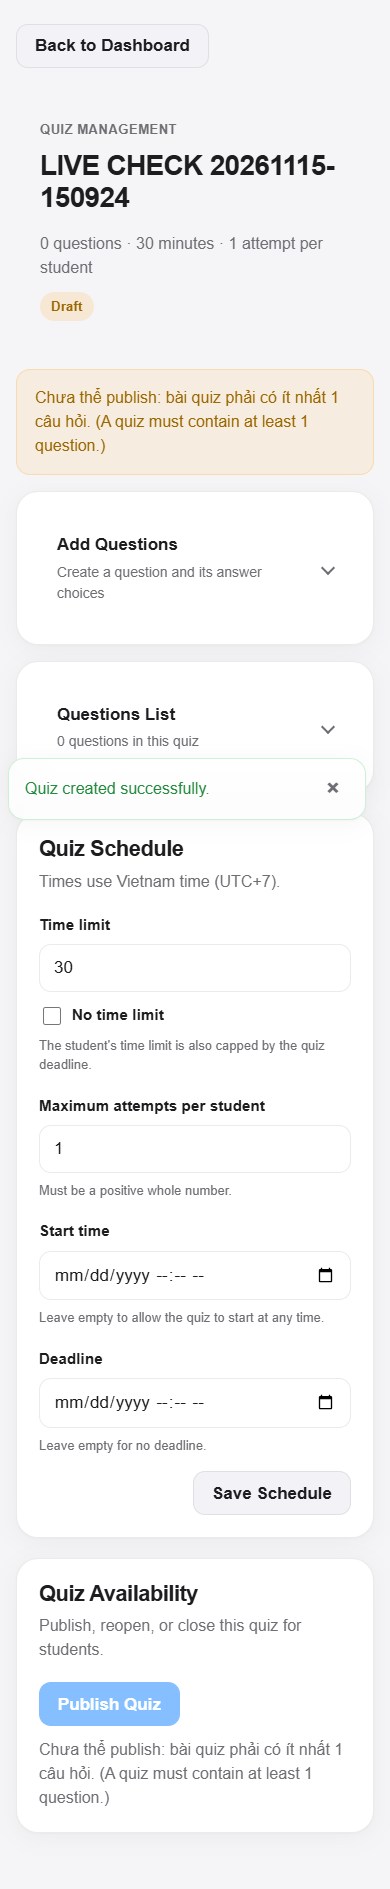 Back to Dashboard
QUIZ MANAGEMENT
LIVE CHECK 20261115-
150924
0 questions · 30 minutes · 1 attempt per
student
Draft
Chưa thể publish: bài quiz phải có ít nhất 1
câu hỏi. (A quiz must contain at least 1
question.)
Add Questions
Create a question and its answer
choices
Questions List
0 questions in this quiz
Quiz created successfully.
Quiz Schedule
Times use Vietnam time (UTC+7).
Time limit
30
No time limit
The student's time limit is also capped by the quiz
deadline.
Maximum attempts per student
1
Must be a positive whole number.
Start time
mm/dd/yyyy --:-- --
Leave empty to allow the quiz to start at any time.
Deadline
mm/dd/yyyy --:-- --
Leave empty for no deadline.
Save Schedule
Quiz Availability
Publish, reopen, or close this quiz for
students.
Publish Quiz
Chưa thể publish: bài quiz phải có ít nhất 1
câu hỏi. (A quiz must contain at least 1
question.)